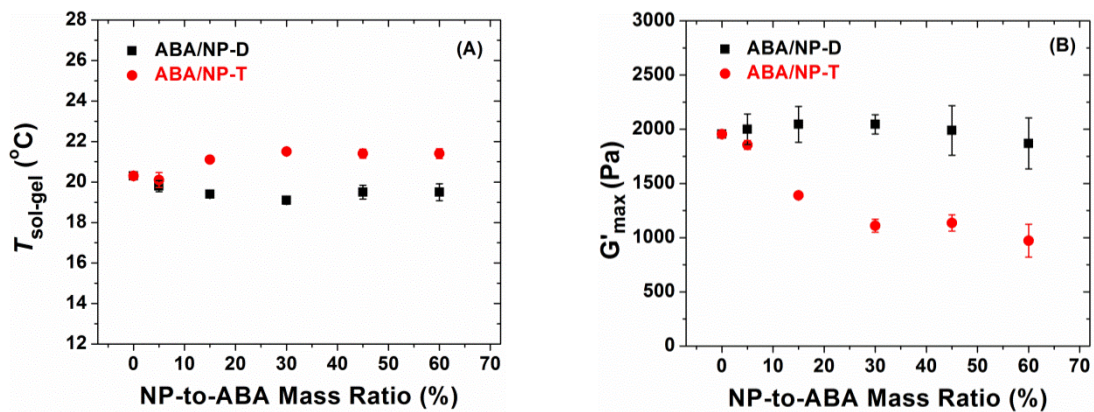 (A)
ABA/NP-D
ABA/NP-T
28
26
24
22
20
18
16
14
12
0 10 20 30 40 50 60 70
T sol-gel (°C)
NP-to-ABA Mass Ratio (%)
(B)
ABA/NP-D
ABA/NP-T
3000
2500
2000
1500
1000
500
0
0 10 20 30 40 50 60 70
G'max (Pa)
NP-to-ABA Mass Ratio (%)